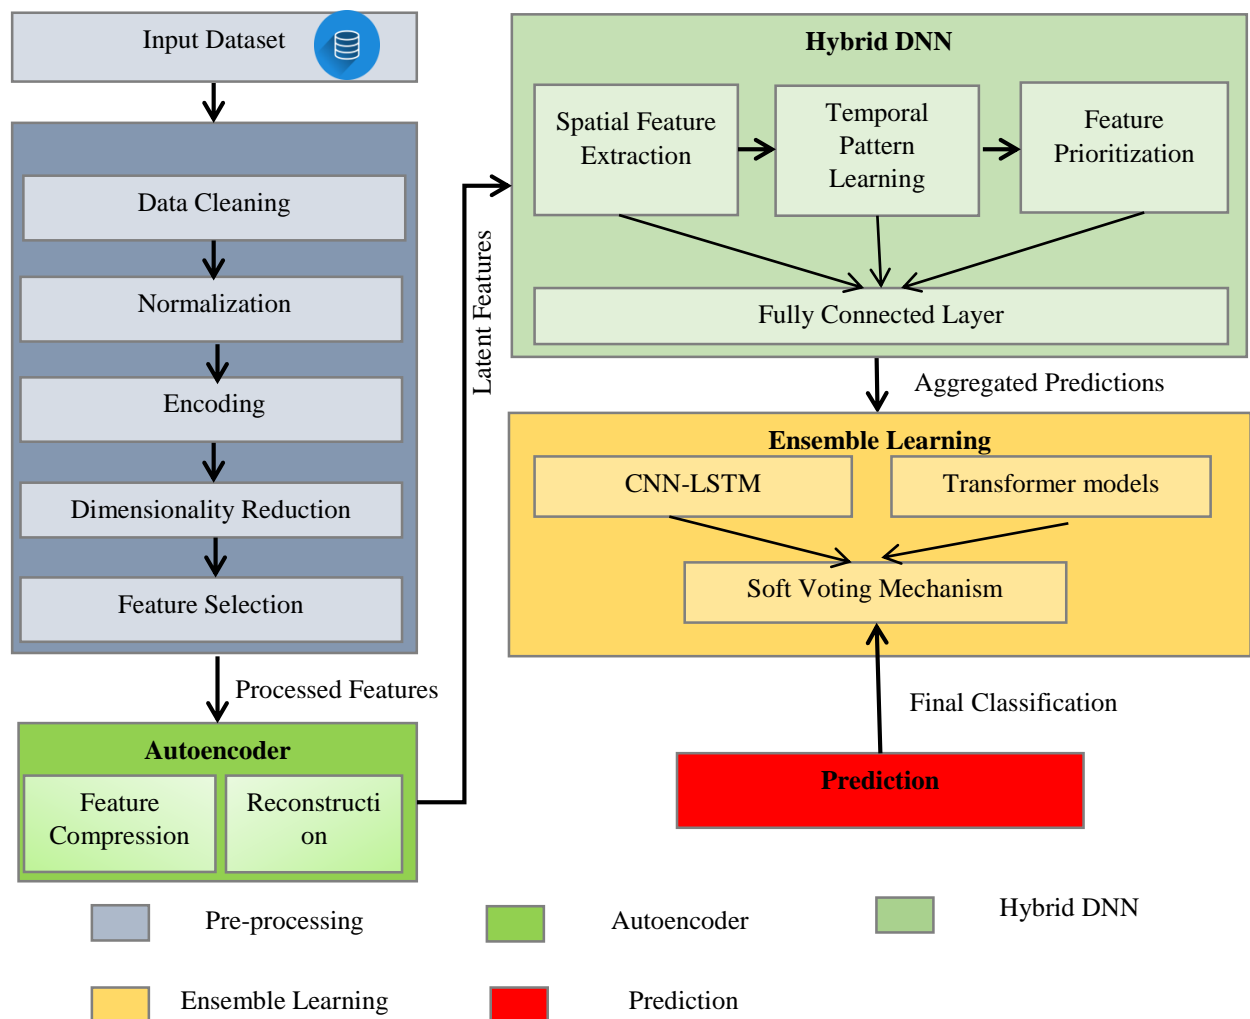 Input Dataset
Data Cleaning
Normalization
Encoding
Dimensionality Reduction
Feature Selection
Processed Features
Autoencoder
Feature
Compression
Reconstructi
on
Latent Features
Hybrid DNN
Spatial Feature
Extraction
Temporal
Pattern
Learning
Feature
Prioritization
Fully Connected Layer
Aggregated Predictions
Ensemble Learning
CNN-LSTM
Transformer models
Soft Voting Mechanism
Final Classification
Prediction
Pre-processing
Autoencoder
Hybrid DNN
Ensemble Learning
Prediction